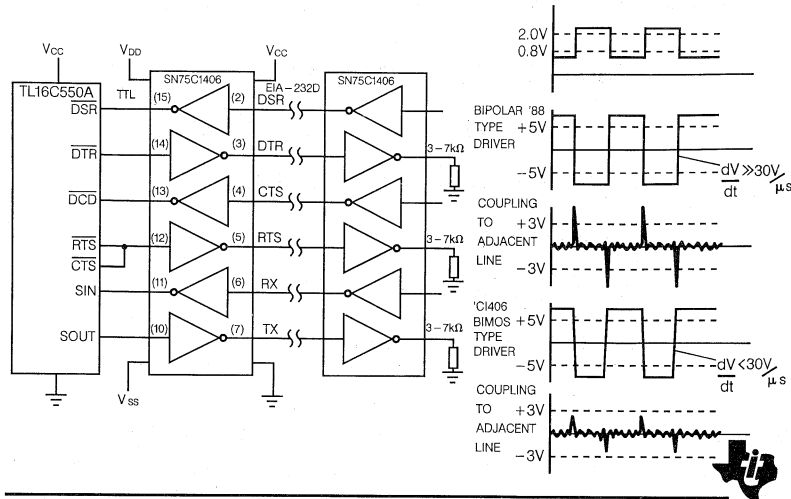 VCC
VDD
VCC
TL16C550A
TTL
SN75C1406
EIA-232D
SN75C1406
DSR
(15)
(2)
DSR
DTR
(14)
(3)
DTR
3-7kΩ
DCD
(13)
(4)
CTS
RTS
(12)
(5)
RTS
3-7kΩ
CTS
SIN
(11)
(6)
RX
SOUT
(10)
(7)
TX
3-7kΩ
VSS
2.0V
0.8V
BIPOLAR '88
TYPE +5V
DRIVER
--5V
dV/dt ≫30V/μs
COUPLING
TO +3V
ADJACENT
LINE -3V
'CI406
BIMOS +5V
TYPE
DRIVER
-5V
dV/dt <30V/μs
COUPLING
TO +3V
ADJACENT
LINE -3V
ti